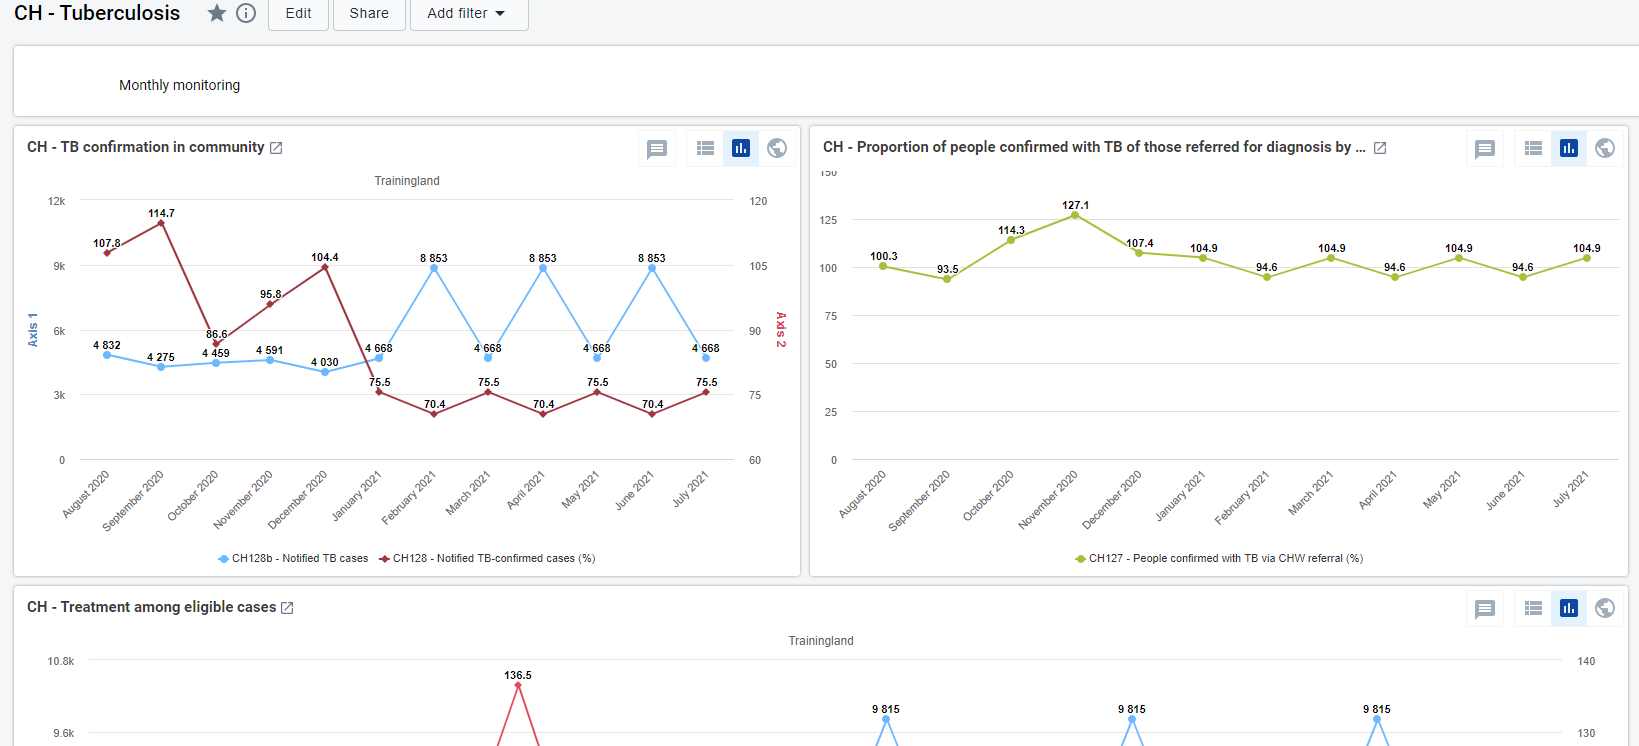 CH - Tuberculosis
Edit
Share
Add filter
Monthly monitoring
CH - TB confirmation in community
Trainingland
12k
9k
6k
3k
0
Axis 1
120
105
90
75
60
Axis 2
107.8
114.7
86.6
95.8
104.4
75.5
70.4
75.5
70.4
75.5
70.4
75.5
4 832
4 275
4 459
4 591
4 030
4 668
8 853
4 668
8 853
4 668
8 853
4 668
August 2020
September 2020
October 2020
November 2020
December 2020
January 2021
February 2021
March 2021
April 2021
May 2021
June 2021
July 2021
CH128b - Notified TB cases
CH128 - Notified TB-confirmed cases (%)
CH - Proportion of people confirmed with TB of those referred for diagnosis by ...
150
125
100
75
50
25
0
100.3
93.5
114.3
127.1
107.4
104.9
94.6
104.9
94.6
104.9
94.6
104.9
August 2020
September 2020
October 2020
November 2020
December 2020
January 2021
February 2021
March 2021
April 2021
May 2021
June 2021
July 2021
CH127 - People confirmed with TB via CHW referral (%)
CH - Treatment among eligible cases
Trainingland
10.8k
9.6k
140
130
136.5
9 815
9 815
9 815